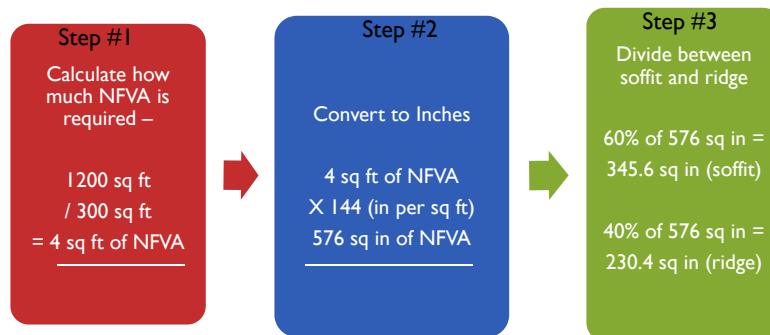 Step #1
Calculate how
much NFVA is
required –
1200 sq ft
/ 300 sq ft
= 4 sq ft of NFVA
Step #2
Convert to Inches
4 sq ft of NFVA
X 144 (in per sq ft)
576 sq in of NFVA
Step #3
Divide between
soffit and ridge
60% of 576 sq in =
345.6 sq in (soffit)
40% of 576 sq in =
230.4 sq in (ridge)